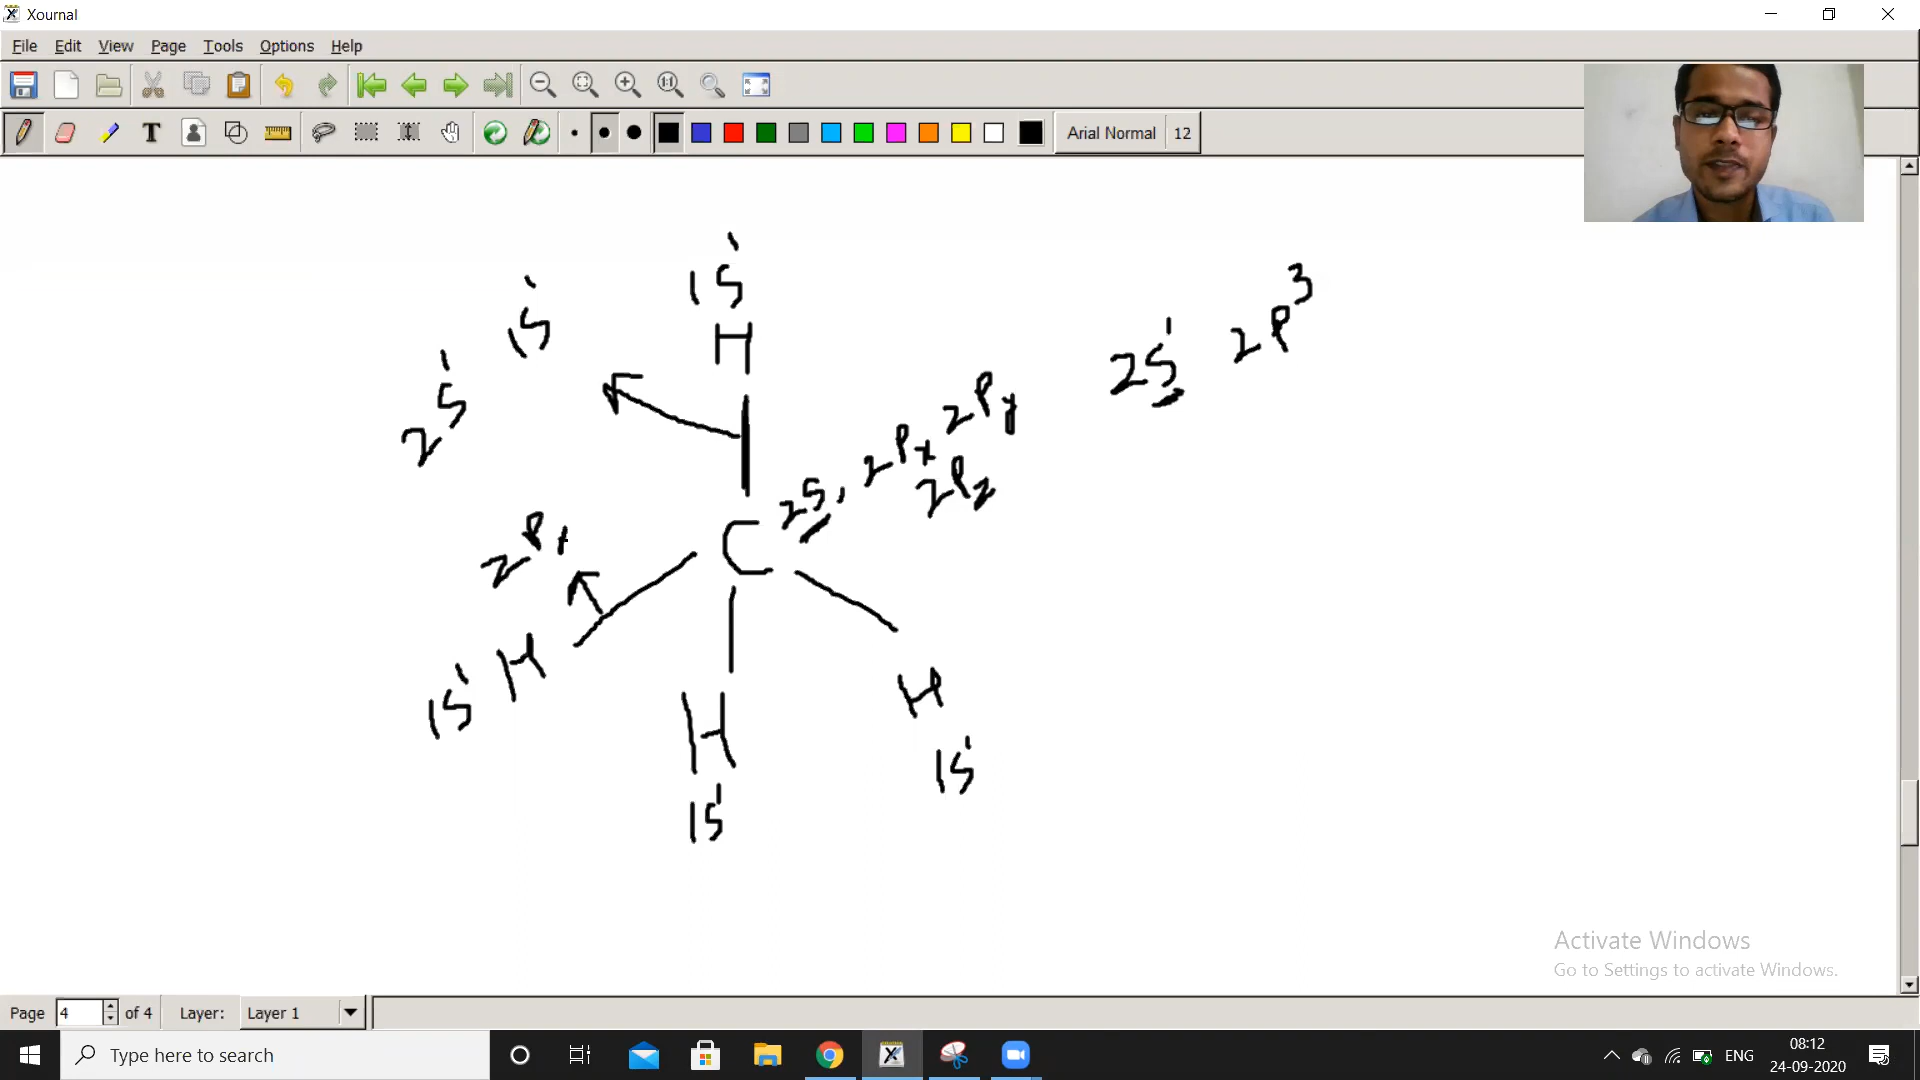 Xournal
File Edit View Page Tools Options Help
Arial Normal 12
1S¹
1S¹
H
2S¹
2S¹ 2P³
2S, 2Px 2Py
2Pz
C
2P
H
1S¹
H
1S¹
H
1S¹
Activate Windows
Go to Settings to activate Windows.
Page 4 of 4 Layer: Layer 1
Type here to search
ENG
08:12
24-09-2020